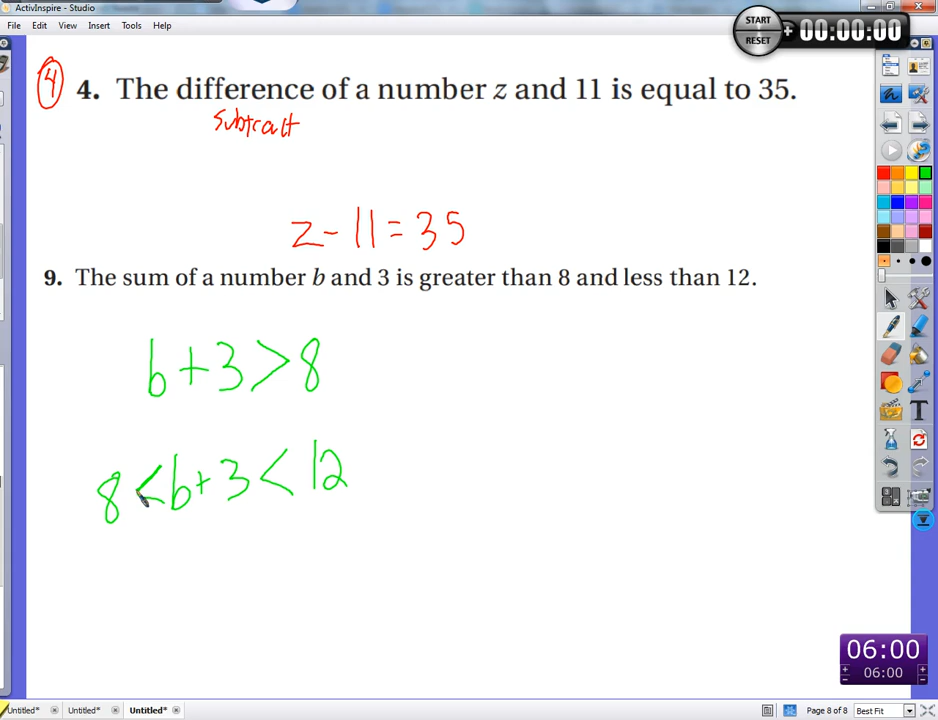 ActivInspire - Studio
File Edit View Insert Tools Help
START
RESET
00:00:00
④ 4. The difference of a number z and 11 is equal to 35.
subtract
z - 11 = 35
9. The sum of a number b and 3 is greater than 8 and less than 12.
b + 3 > 8
8 < b + 3 < 12
06:00
06:00
Untitled* Untitled* Untitled* Page 8 of 8 Best Fit